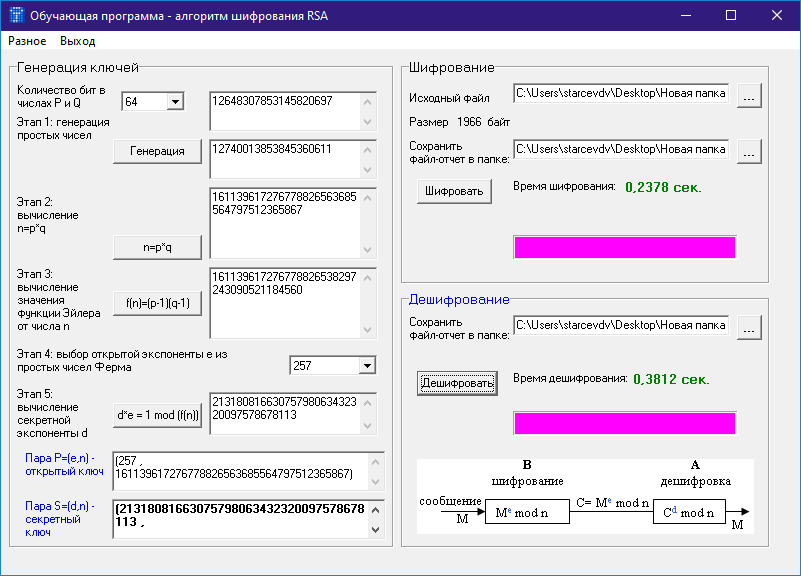 Обучающая программа - алгоритм шифрования RSA
Разное Выход
Генерация ключей
Количество бит в
числах P и Q
64
12648307853145820697
Этап 1: генерация
простых чисел
Генерация
12740013853845360611
Этап 2:
вычисление
n=p*q
n=p*q
161139617276778826563685
564797512365867
Этап 3:
вычисление
значения
функции Эйлера
от числа n
f(n)=(p-1)(q-1)
161139617276778826538297
243090521184560
Этап 4: выбор открытой экспоненты e из
простых чисел Ферма
257
Этап 5:
вычисление
секретной
экспоненты d
d*e = 1 mod (f(n))
213180816630757980634323
20097578678113
Пара P=(e,n) -
открытый ключ
(257 ,
161139617276778826563685564797512365867)
Пара S=(d,n) -
секретный
ключ
(21318081663075798063432320097578678
113 ,
Шифрование
Исходный файл
C:\Users\starcevdv\Desktop\Новая папка
...
Размер 1966 байт
Сохранить
файл-отчет в папке:
C:\Users\starcevdv\Desktop\Новая папка
...
Шифровать
Время шифрования: 0,2378 сек.
Дешифрование
Сохранить
файл-отчет в папке:
C:\Users\starcevdv\Desktop\Новая папка
...
Дешифровать
Время дешифрования: 0,3812 сек.
B
шифрование
A
дешифровка
сообщение
M
M^e mod n
C= M^e mod n
C^d mod n
M